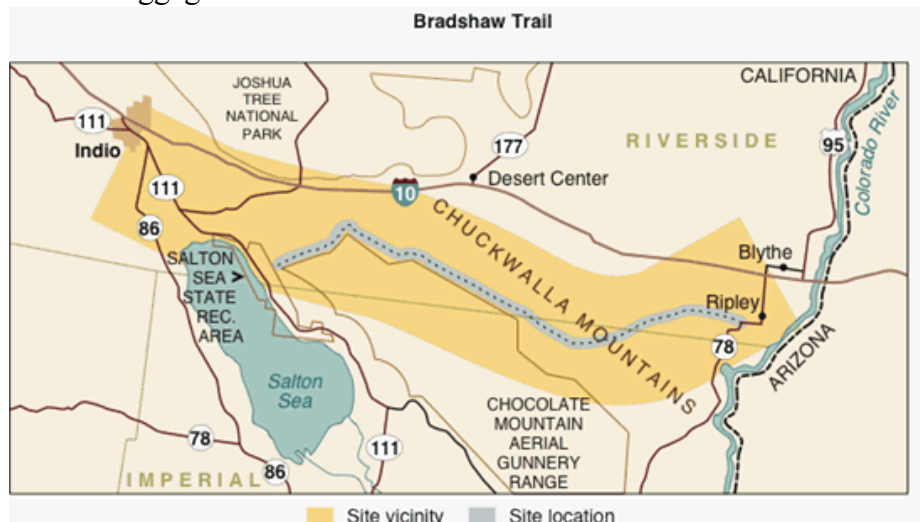 Bradshaw Trail
CALIFORNIA
JOSHUA
TREE
NATIONAL
PARK
111
Indio
177
RIVERSIDE
95
Colorado River
Desert Center
10
111
86
CHUCKWALLA MOUNTAINS
SALTON
SEA >
STATE
REC.
AREA
Blythe
Ripley
78
ARIZONA
Salton
Sea
CHOCOLATE
MOUNTAIN
AERIAL
GUNNERY
RANGE
78
111
IMPERIAL
86
Site vicinity
Site location